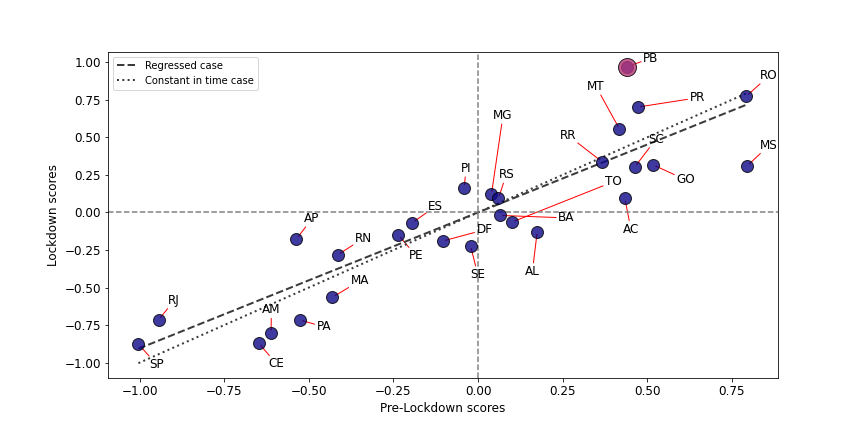 Regressed case
Constant in time case
Lockdown scores
1.00
0.75
0.50
0.25
0.00
−0.25
−0.50
−0.75
−1.00
PB
RO
MT
PR
MG
RR
SC
MS
PI
RS
TO
GO
ES
AP
BA
DF
AC
RN
PE
SE
AL
MA
RJ
AM
PA
SP
CE
−1.00 −0.75 −0.50 −0.25 0.00 0.25 0.50 0.75
Pre-Lockdown scores